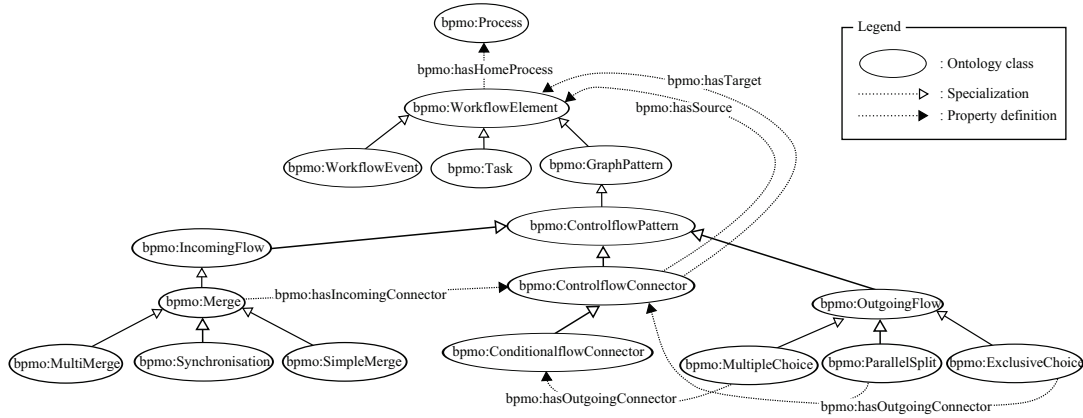 bpmo:Process
Legend
: Ontology class
: Specialization
: Property definition
bpmo:hasHomeProcess
bpmo:hasTarget
bpmo:WorkflowElement
bpmo:hasSource
bpmo:WorkflowEvent
bpmo:Task
bpmo:GraphPattern
bpmo:ControlflowPattern
bpmo:IncomingFlow
bpmo:ControlflowConnector
bpmo:Merge
bpmo:hasIncomingConnector
bpmo:OutgoingFlow
bpmo:MultiMerge
bpmo:Synchronisation
bpmo:SimpleMerge
bpmo:ConditionalflowConnector
bpmo:MultipleChoice
bpmo:ParallelSplit
bpmo:ExclusiveChoice
bpmo:hasOutgoingConnector
bpmo:hasOutgoingConnector